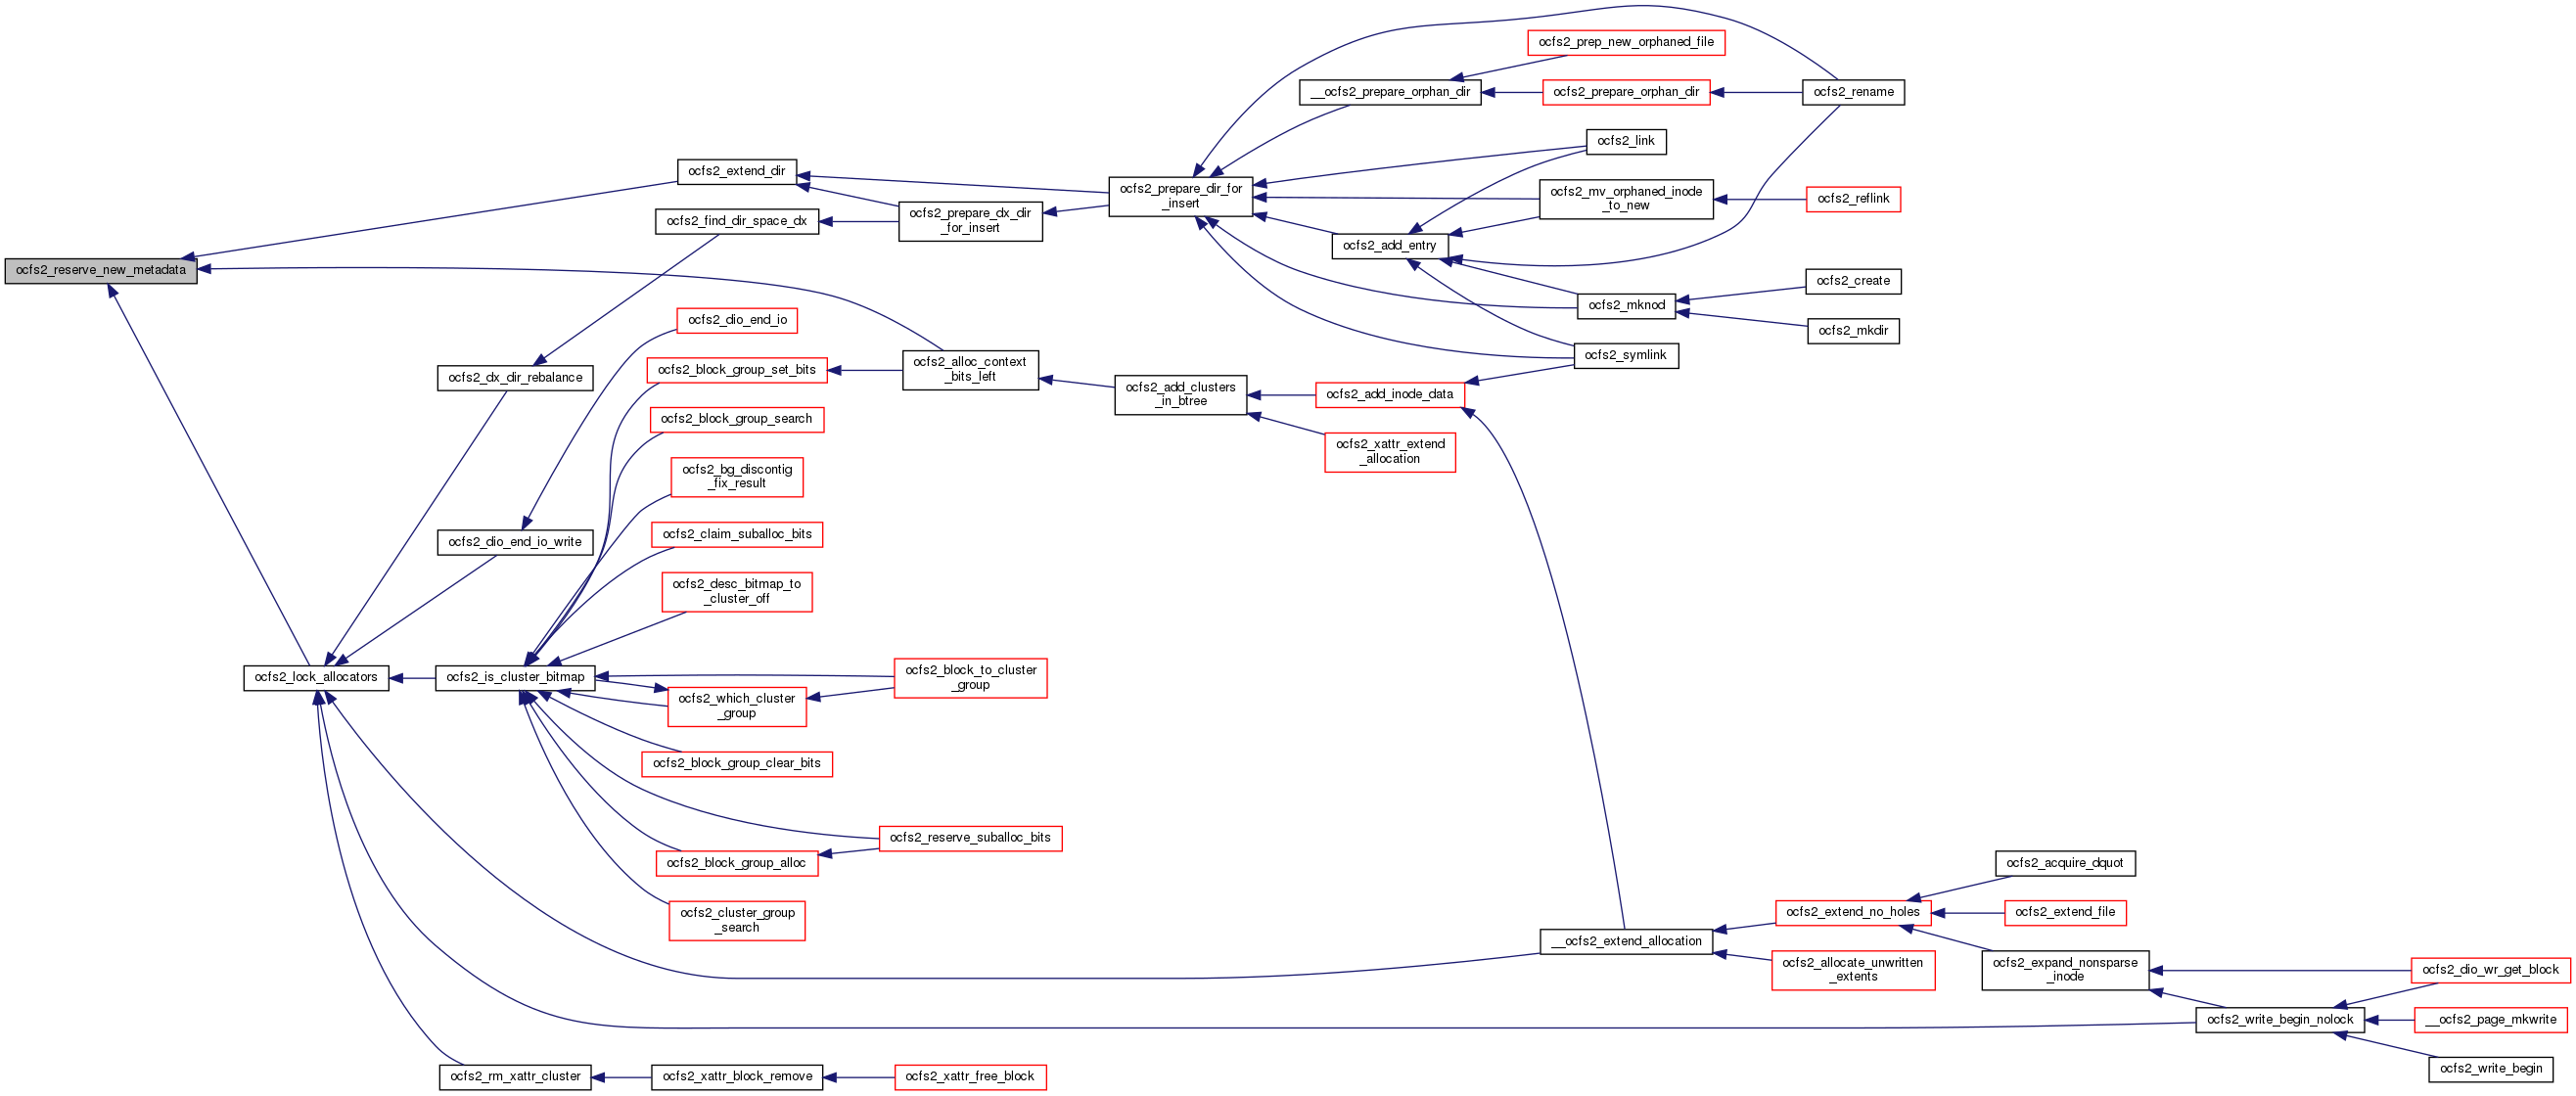 ocfs2_prep_new_orphaned_file
__ocfs2_prepare_orphan_dir
ocfs2_prepare_orphan_dir
ocfs2_rename
ocfs2_link
ocfs2_extend_dir
ocfs2_prepare_dir_for
_insert
ocfs2_mv_orphaned_inode
_to_new
ocfs2_reflink
ocfs2_find_dir_space_dx
ocfs2_prepare_dx_dir
_for_insert
ocfs2_add_entry
ocfs2_reserve_new_metadata
ocfs2_create
ocfs2_mknod
ocfs2_dio_end_io
ocfs2_mkdir
ocfs2_symlink
ocfs2_block_group_set_bits
ocfs2_alloc_context
_bits_left
ocfs2_dx_dir_rebalance
ocfs2_add_clusters
_in_btree
ocfs2_add_inode_data
ocfs2_block_group_search
ocfs2_xattr_extend
_allocation
ocfs2_bg_discontig
_fix_result
ocfs2_claim_suballoc_bits
ocfs2_dio_end_io_write
ocfs2_desc_bitmap_to
_cluster_off
ocfs2_lock_allocators
ocfs2_is_cluster_bitmap
ocfs2_block_to_cluster
_group
ocfs2_which_cluster
_group
ocfs2_block_group_clear_bits
ocfs2_reserve_suballoc_bits
ocfs2_block_group_alloc
ocfs2_acquire_dquot
ocfs2_cluster_group
_search
ocfs2_extend_no_holes
ocfs2_extend_file
__ocfs2_extend_allocation
ocfs2_allocate_unwritten
_extents
ocfs2_expand_nonsparse
_inode
ocfs2_dio_wr_get_block
ocfs2_write_begin_nolock
__ocfs2_page_mkwrite
ocfs2_write_begin
ocfs2_rm_xattr_cluster
ocfs2_xattr_block_remove
ocfs2_xattr_free_block